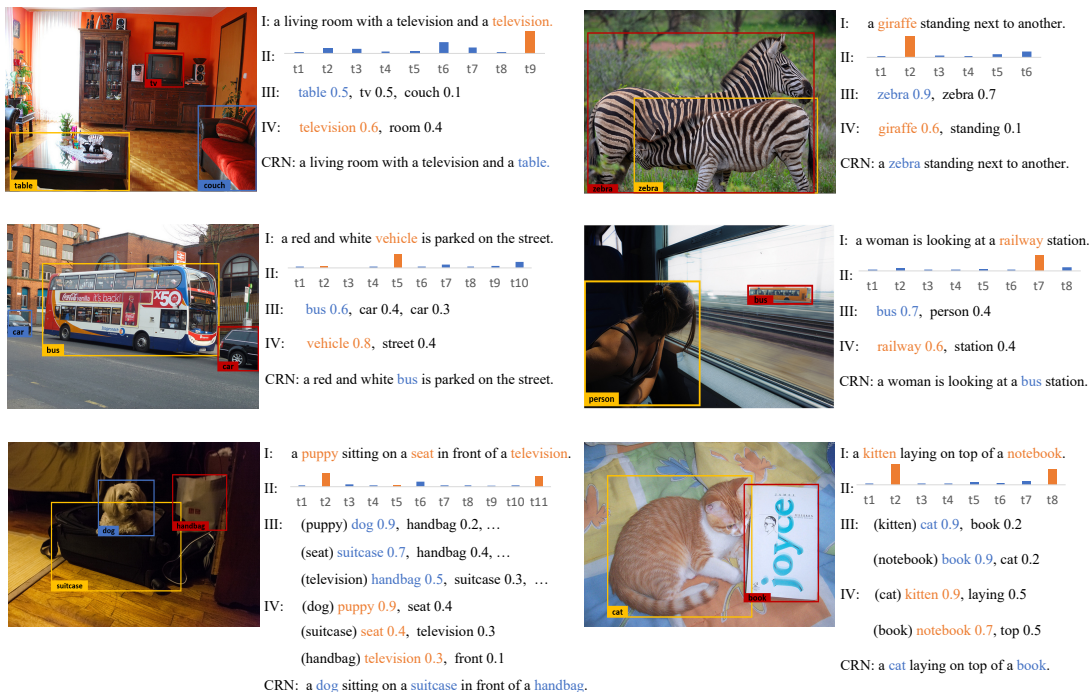 I: a living room with a television and a television.
II:
t1 t2 t3 t4 t5 t6 t7 t8 t9
III: table 0.5, tv 0.5, couch 0.1
IV: television 0.6, room 0.4
CRN: a living room with a television and a table.
tv
table
couch
I: a giraffe standing next to another.
II:
t1 t2 t3 t4 t5 t6
III: zebra 0.9, zebra 0.7
IV: giraffe 0.6, standing 0.1
CRN: a zebra standing next to another.
zebra
zebra
I: a red and white vehicle is parked on the street.
II:
t1 t2 t3 t4 t5 t6 t7 t8 t9 t10
III: bus 0.6, car 0.4, car 0.3
IV: vehicle 0.8, street 0.4
CRN: a red and white bus is parked on the street.
it's back!
X50
car
bus
car
I: a woman is looking at a railway station.
II:
t1 t2 t3 t4 t5 t6 t7 t8
III: bus 0.7, person 0.4
IV: railway 0.6, station 0.4
CRN: a woman is looking at a bus station.
bus
person
I: a puppy sitting on a seat in front of a television.
II:
t1 t2 t3 t4 t5 t6 t7 t8 t9 t10 t11
III: (puppy) dog 0.9, handbag 0.2, …
(seat) suitcase 0.7, handbag 0.4, …
(television) handbag 0.5, suitcase 0.3, …
IV: (dog) puppy 0.9, seat 0.4
(suitcase) seat 0.4, television 0.3
(handbag) television 0.3, front 0.1
CRN: a dog sitting on a suitcase in front of a handbag.
dog
handbag
suitcase
I: a kitten laying on top of a notebook.
II:
t1 t2 t3 t4 t5 t6 t7 t8
III: (kitten) cat 0.9, book 0.2
(notebook) book 0.9, cat 0.2
IV: (cat) kitten 0.9, laying 0.5
(book) notebook 0.7, top 0.5
CRN: a cat laying on top of a book.
JAMES
joyce
cat
book